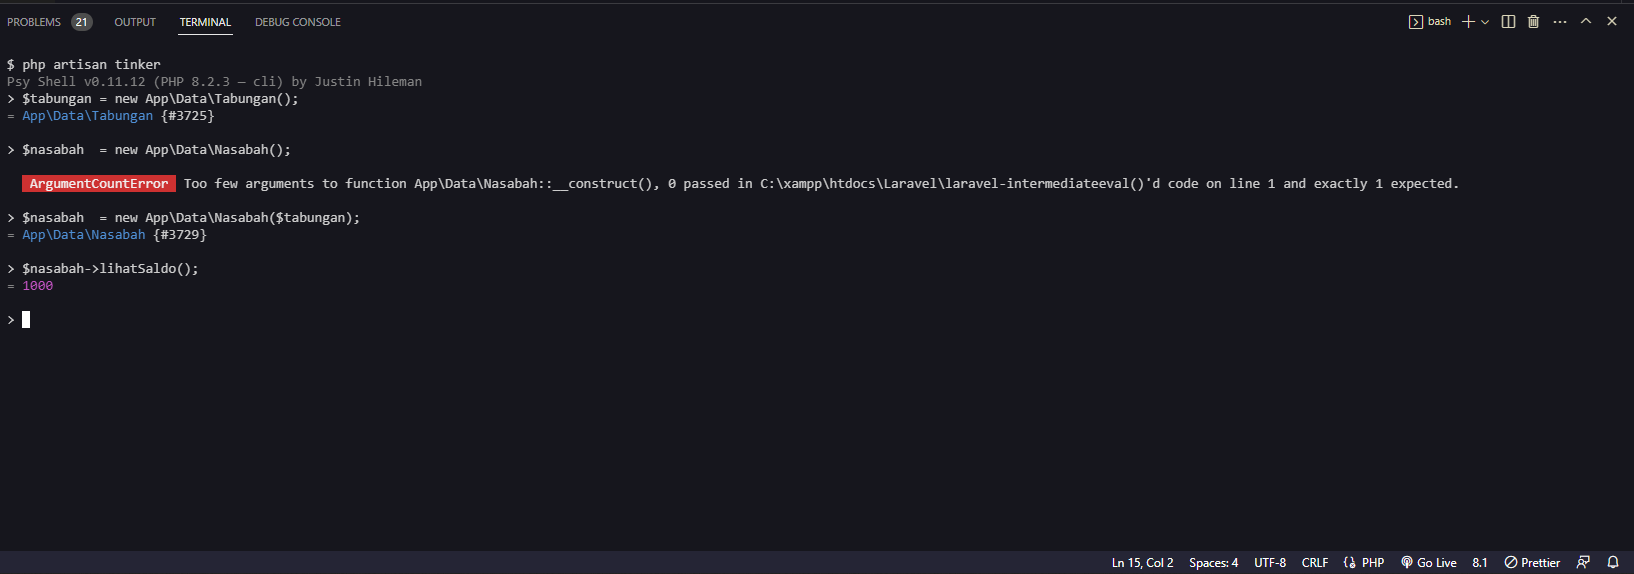 PROBLEMS 21 OUTPUT TERMINAL DEBUG CONSOLE bash
$ php artisan tinker
Psy Shell v0.11.12 (PHP 8.2.3 — cli) by Justin Hileman
> $tabungan = new App\Data\Tabungan();
= App\Data\Tabungan {#3725}
> $nasabah  = new App\Data\Nasabah();
ArgumentCountError Too few arguments to function App\Data\Nasabah::__construct(), 0 passed in C:\xampp\htdocs\Laravel\laravel-intermediateeval()'d code on line 1 and exactly 1 expected.
> $nasabah  = new App\Data\Nasabah($tabungan);
= App\Data\Nasabah {#3729}
> $nasabah->lihatSaldo();
= 1000
>
Ln 15, Col 2 Spaces: 4 UTF-8 CRLF PHP Go Live 8.1 Prettier